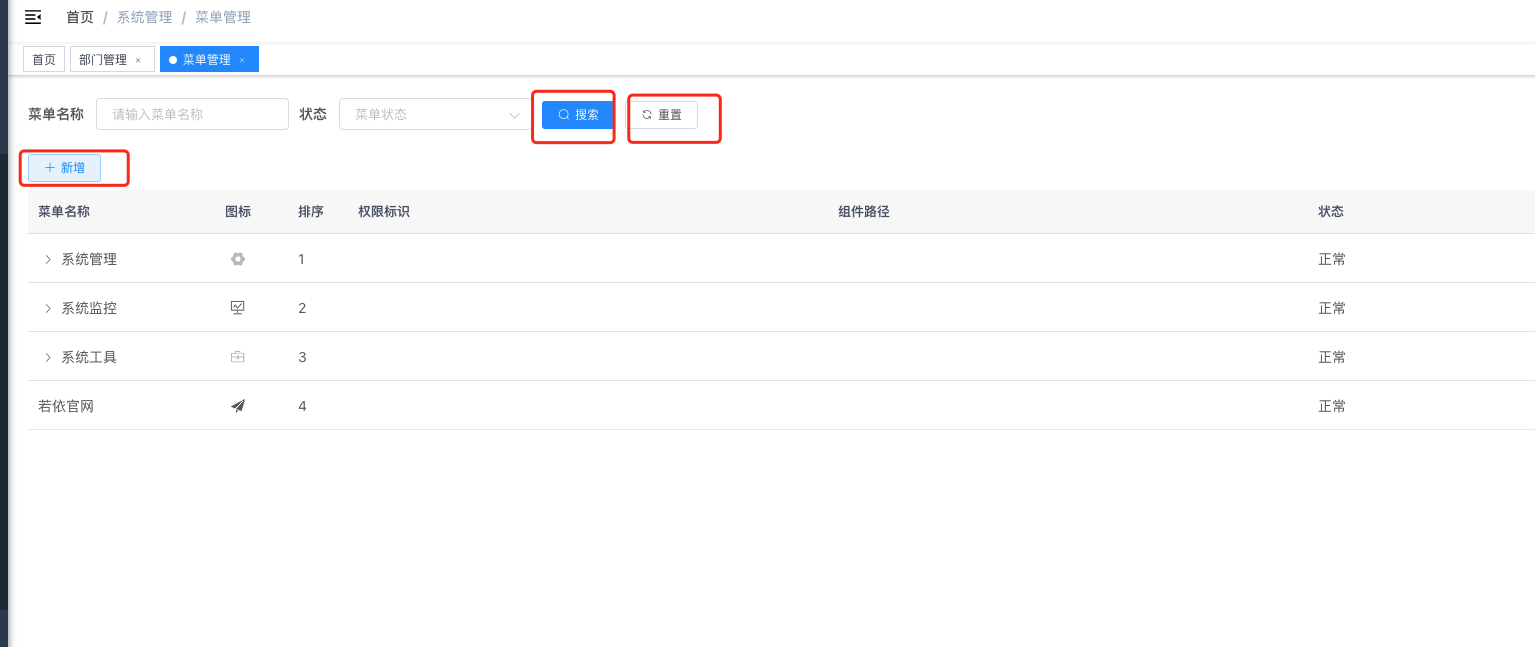 首页 / 系统管理 / 菜单管理
首页 部门管理 × 菜单管理 ×
菜单名称 请输入菜单名称 状态 菜单状态 搜索 重置
+ 新增
菜单名称 图标 排序 权限标识 组件路径 状态
系统管理 1 正常
系统监控 2 正常
系统工具 3 正常
若依官网 4 正常